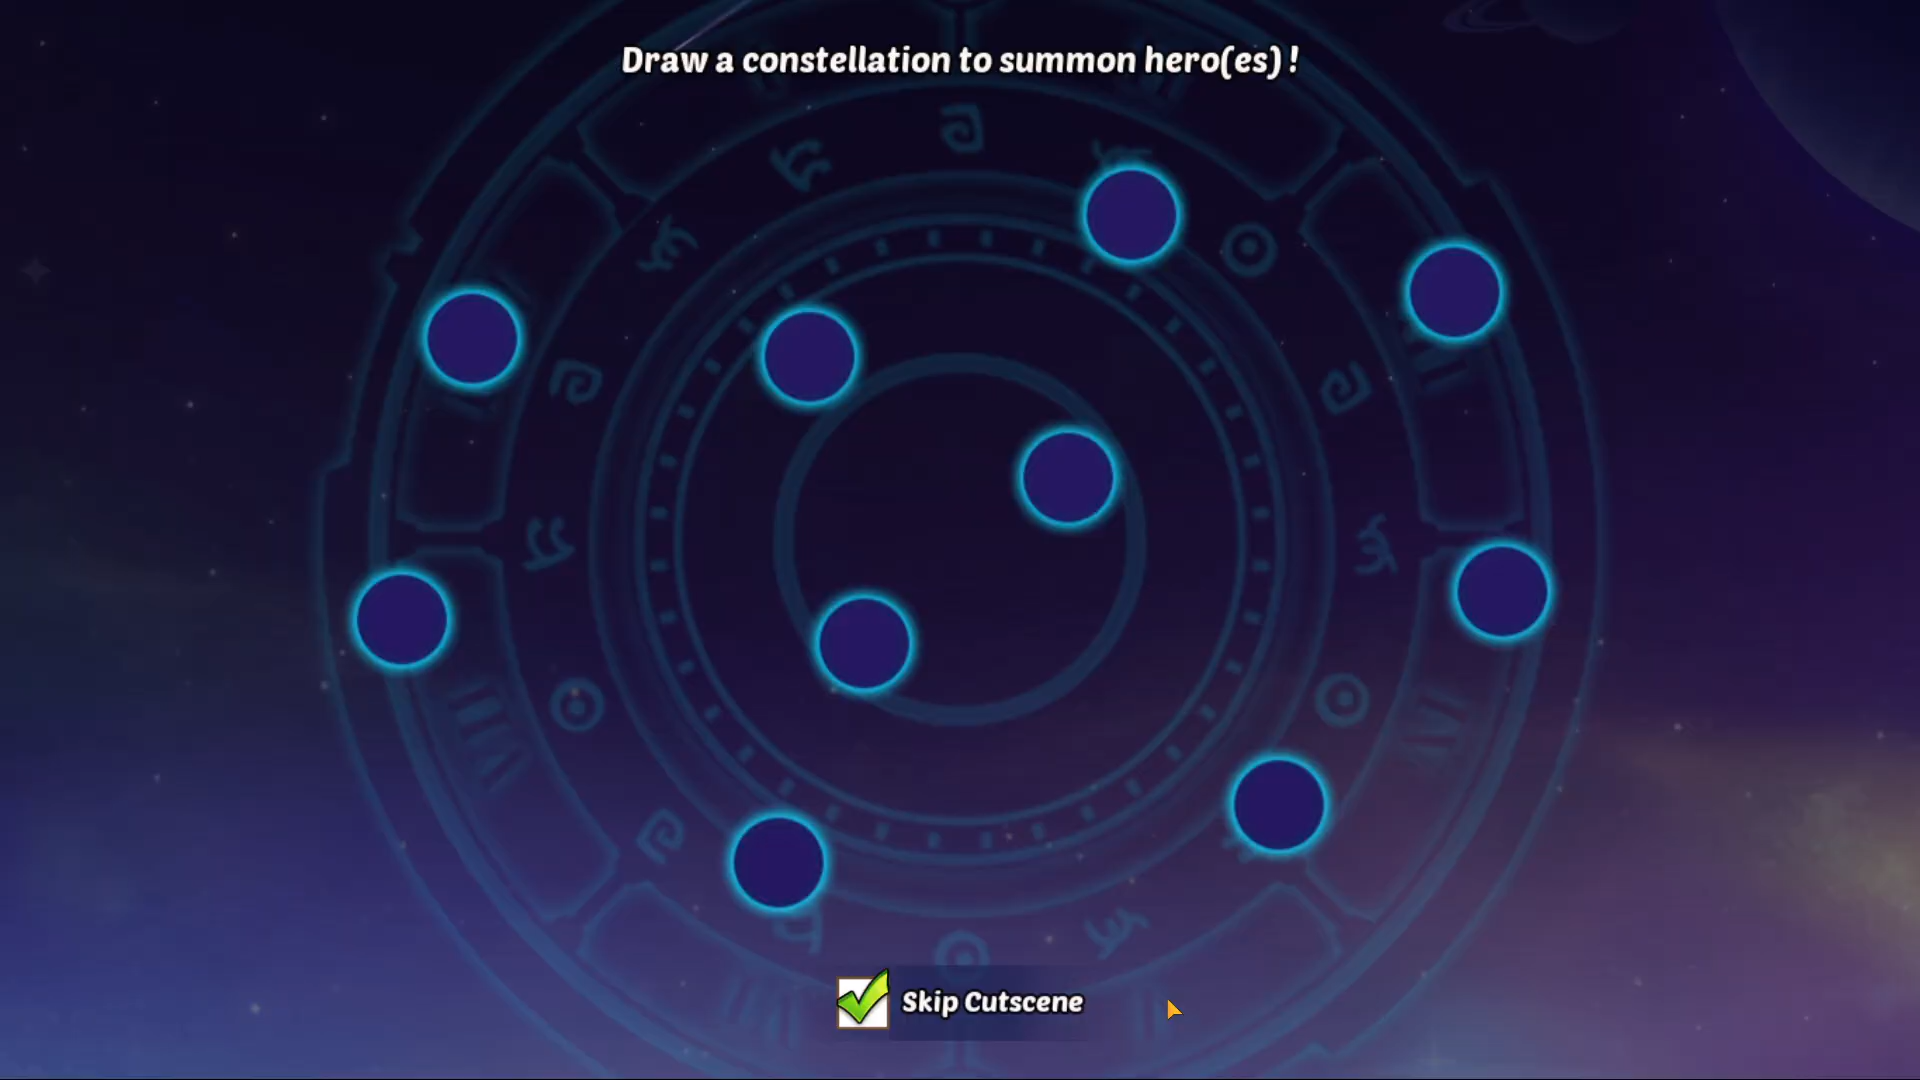 Draw a constellation to summon hero(es) !
Skip Cutscene